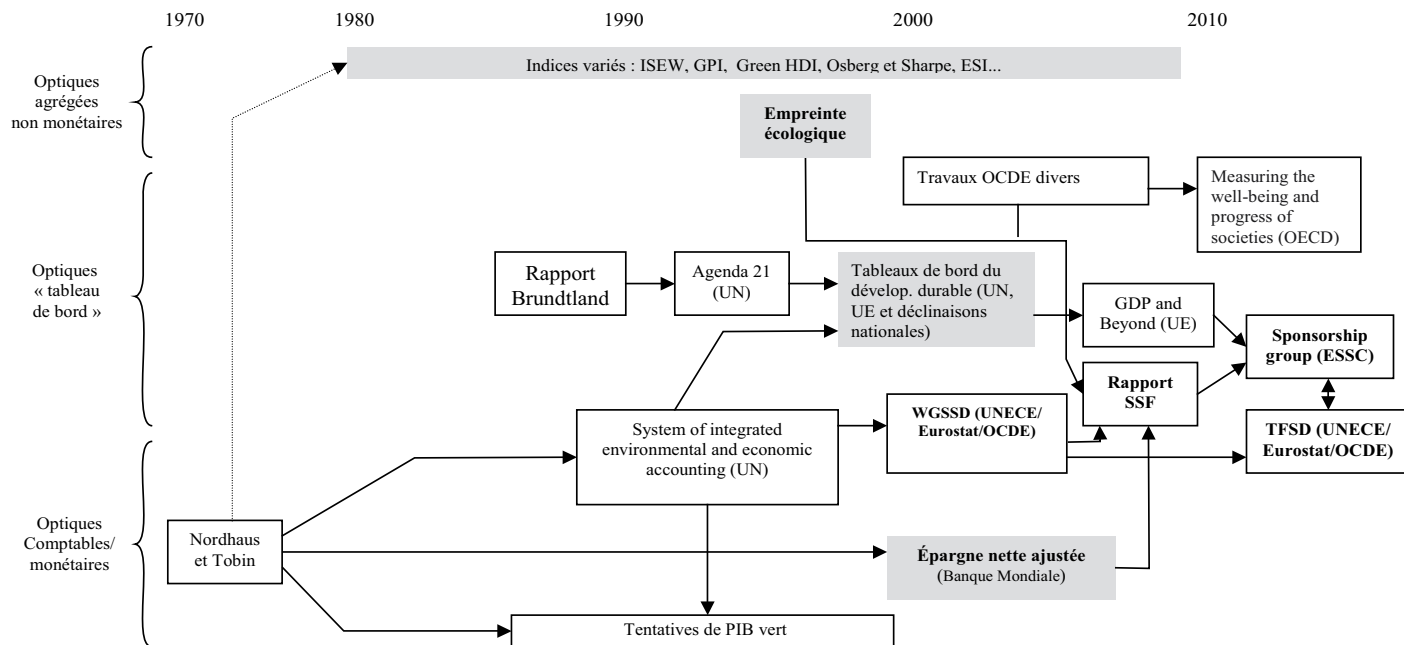 1970 1980 1990 2000 2010
Optiques
agrégées
non monétaires
Indices variés : ISEW, GPI, Green HDI, Osberg et Sharpe, ESI...
Empreinte
écologique
Travaux OCDE divers
Measuring the
well-being and
progress of
societies (OECD)
Optiques
« tableau
de bord »
Rapport
Brundtland
Agenda 21
(UN)
Tableaux de bord du
dévelop. durable (UN,
UE et déclinaisons
nationales)
GDP and
Beyond (UE)
Sponsorship
group (ESSC)
Rapport
SSF
WGSSD (UNECE/
Eurostat/OCDE)
TFSD (UNECE/
Eurostat/OCDE)
System of integrated
environmental and economic
accounting (UN)
Optiques
Comptables/
monétaires
Nordhaus
et Tobin
Épargne nette ajustée
(Banque Mondiale)
Tentatives de PIB vert